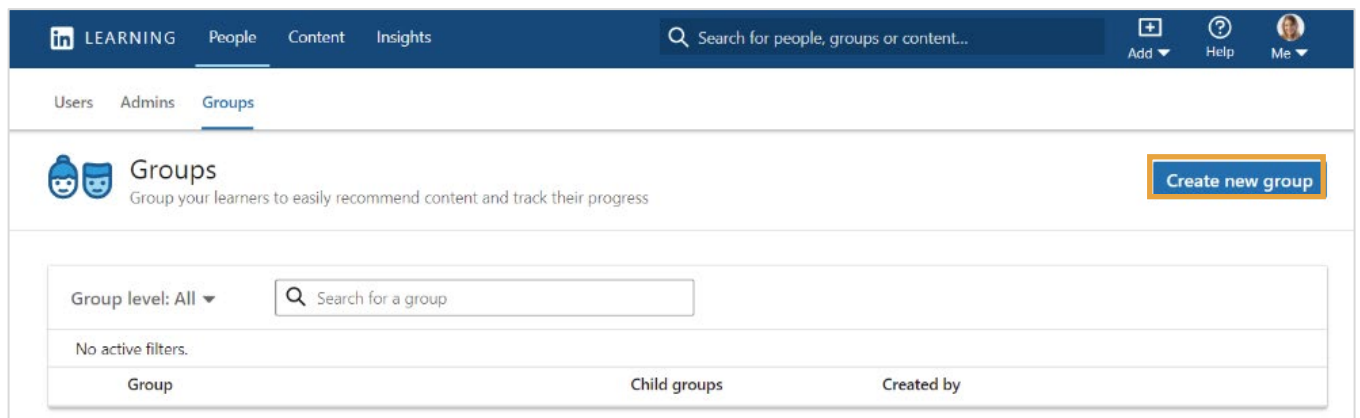 in LEARNING People Content Insights Search for people, groups or content... Add Help Me
Users Admins Groups
Groups
Group your learners to easily recommend content and track their progress
Create new group
Group level: All Search for a group
No active filters.
Group Child groups Created by